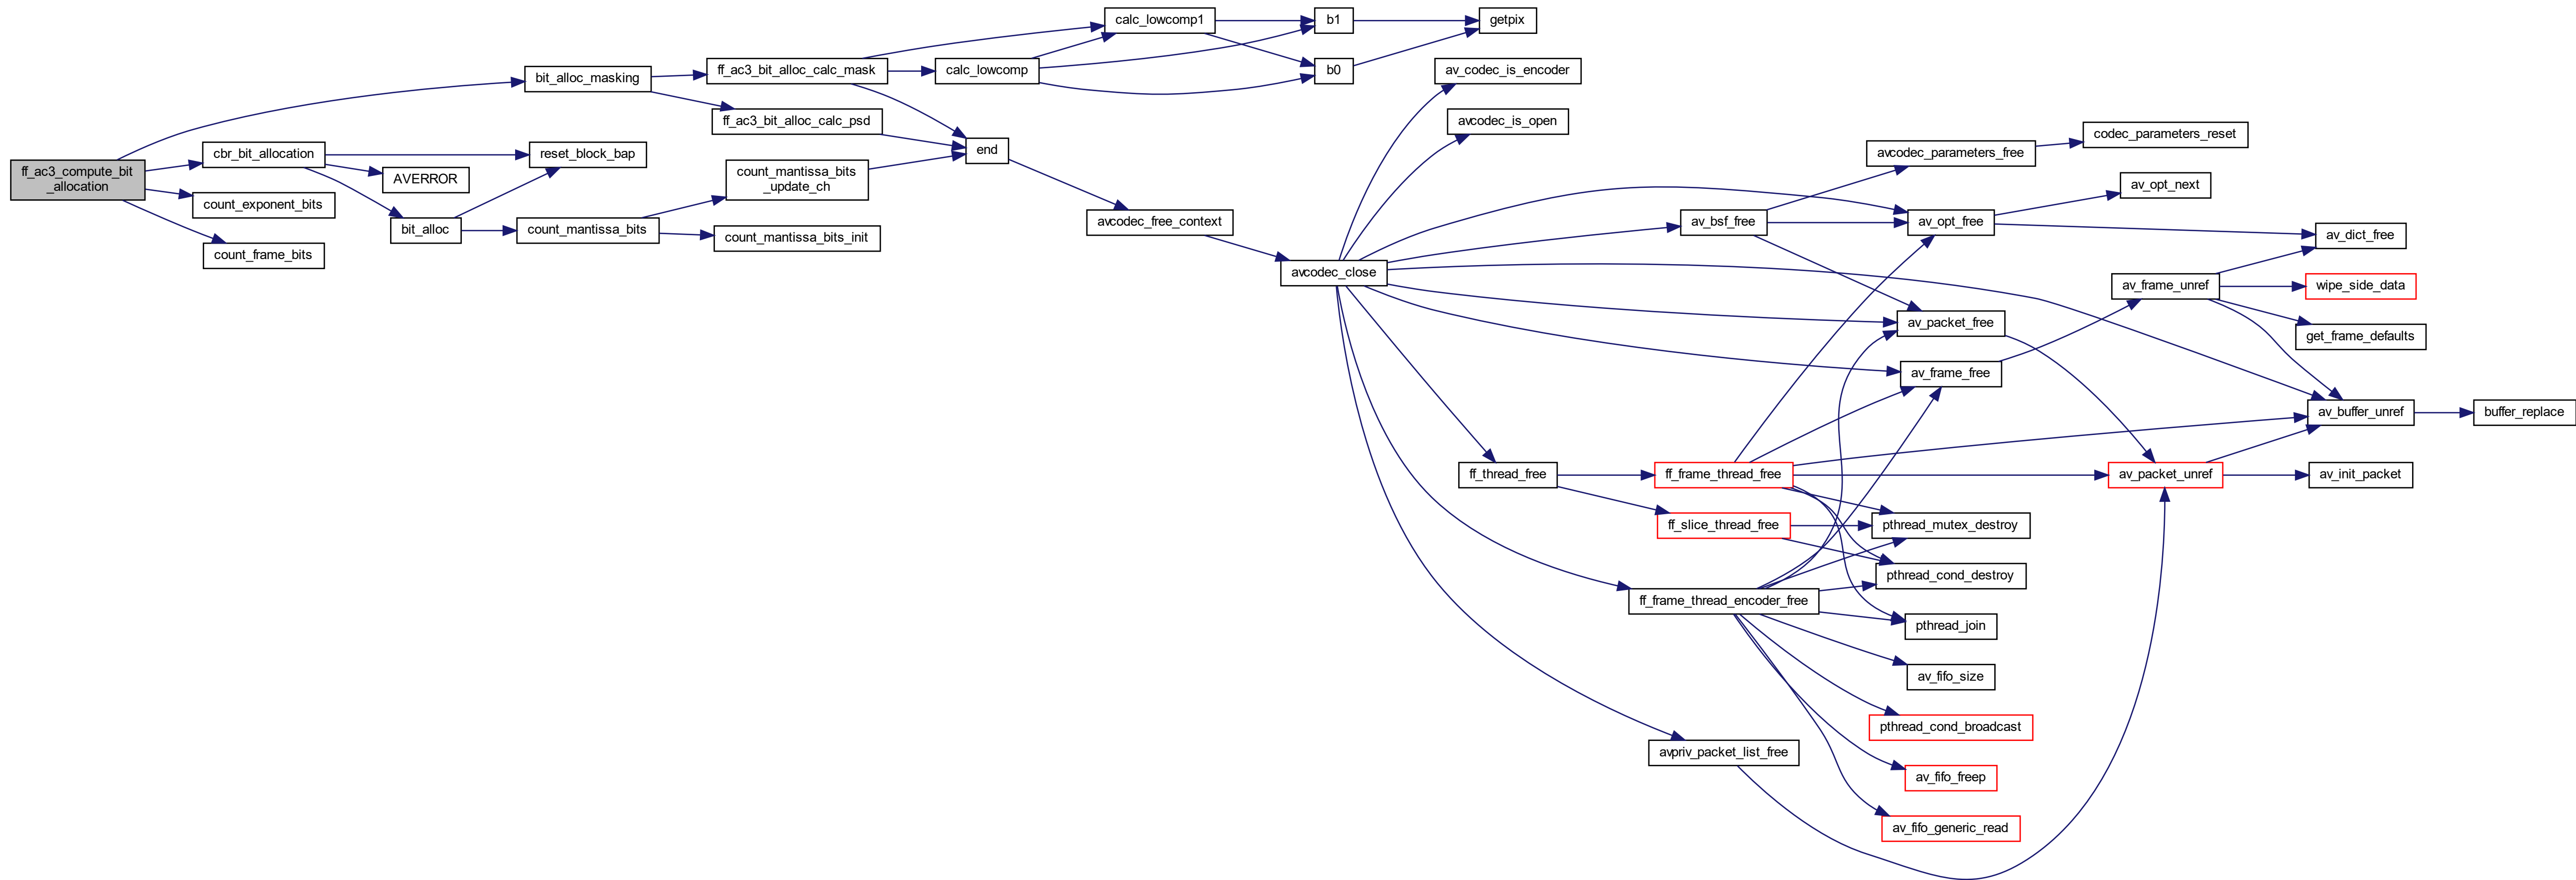 ff_ac3_compute_bit
_allocation
bit_alloc_masking
cbr_bit_allocation
count_exponent_bits
count_frame_bits
reset_block_bap
AVERROR
bit_alloc
count_mantissa_bits
ff_ac3_bit_alloc_calc_mask
ff_ac3_bit_alloc_calc_psd
count_mantissa_bits
_update_ch
count_mantissa_bits_init
calc_lowcomp
calc_lowcomp1
b1
b0
getpix
end
avcodec_free_context
avcodec_close
av_codec_is_encoder
avcodec_is_open
av_bsf_free
avcodec_parameters_free
codec_parameters_reset
av_opt_free
av_opt_next
av_dict_free
av_frame_unref
wipe_side_data
get_frame_defaults
av_packet_free
av_frame_free
av_buffer_unref
buffer_replace
ff_thread_free
ff_frame_thread_free
av_packet_unref
av_init_packet
ff_slice_thread_free
pthread_mutex_destroy
pthread_cond_destroy
ff_frame_thread_encoder_free
pthread_join
av_fifo_size
pthread_cond_broadcast
avpriv_packet_list_free
av_fifo_freep
av_fifo_generic_read